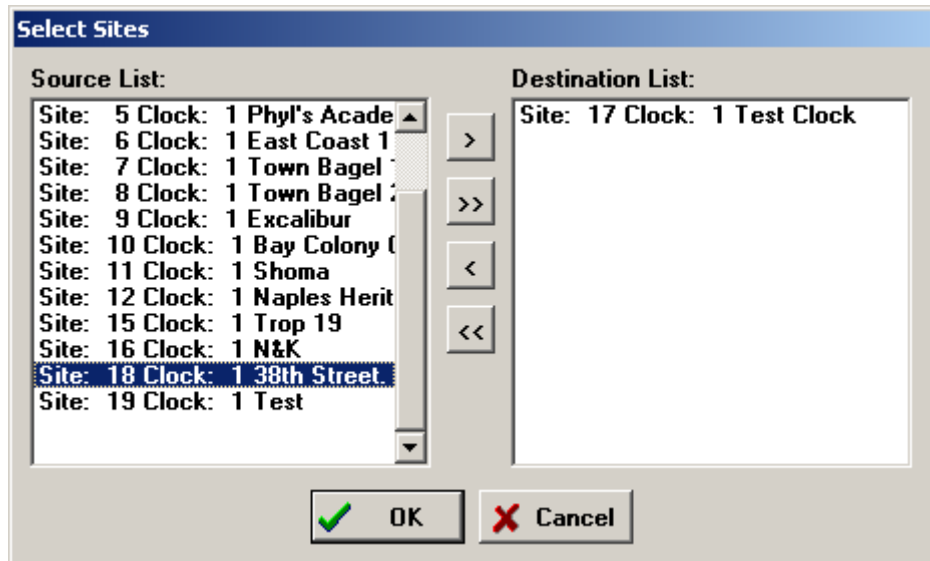 Select Sites
Source List:
Site: 5 Clock: 1 Phyl's Acade
Site: 6 Clock: 1 East Coast 1
Site: 7 Clock: 1 Town Bagel
Site: 8 Clock: 1 Town Bagel
Site: 9 Clock: 1 Excalibur
Site: 10 Clock: 1 Bay Colony
Site: 11 Clock: 1 Shoma
Site: 12 Clock: 1 Naples Herit
Site: 15 Clock: 1 Trop 19
Site: 16 Clock: 1 N&K
Site: 18 Clock: 1 38th Street.
Site: 19 Clock: 1 Test
>
>>
<
<<
Destination List:
Site: 17 Clock: 1 Test Clock
OK
Cancel